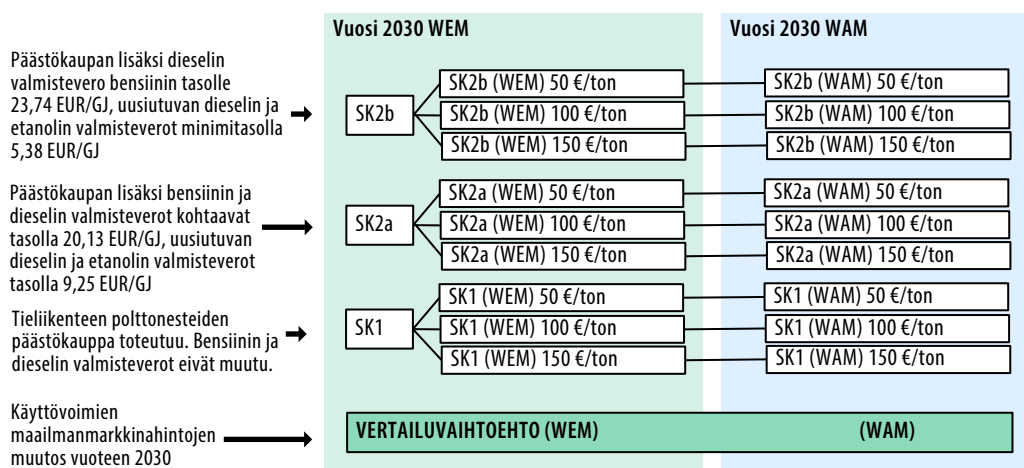 Vuosi 2030 WEM
Vuosi 2030 WAM
Päästökaupan lisäksi dieselin
valmistevero bensiinin tasolle
23,74 EUR/GJ, uusiutuvan dieselin ja
etanolin valmisteverot minimitasolla
5,38 EUR/GJ
SK2b
SK2b (WEM) 50 €/ton
SK2b (WAM) 50 €/ton
SK2b (WEM) 100 €/ton
SK2b (WAM) 100 €/ton
SK2b (WEM) 150 €/ton
SK2b (WAM) 150 €/ton
Päästökaupan lisäksi bensiinin ja
dieselin valmisteverot kohtaavat
tasolla 20,13 EUR/GJ, uusiutuvan
dieselin ja etanolin valmisteverot
tasolla 9,25 EUR/GJ
SK2a
SK2a (WEM) 50 €/ton
SK2a (WAM) 50 €/ton
SK2a (WEM) 100 €/ton
SK2a (WAM) 100 €/ton
SK2a (WEM) 150 €/ton
SK2a (WAM) 150 €/ton
Tieliikenteen polttonesteiden
päästökauppa toteutuu. Bensiinin ja
dieselin valmisteverot eivät muutu.
SK1
SK1 (WEM) 50 €/ton
SK1 (WAM) 50 €/ton
SK1 (WEM) 100 €/ton
SK1 (WAM) 100 €/ton
SK1 (WEM) 150 €/ton
SK1 (WAM) 150 €/ton
Käyttövoimien
maailmanmarkkinahintojen
muutos vuoteen 2030
VERTAILUVAIHTOEHTO (WEM)
(WAM)